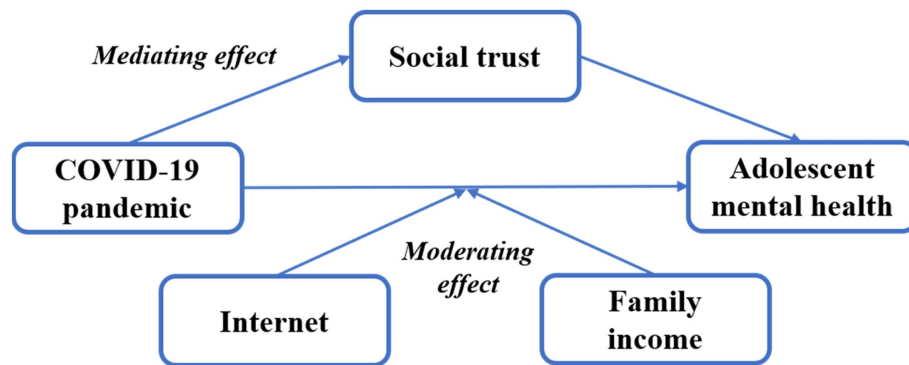 Mediating effect
Social trust
COVID-19
pandemic
Adolescent
mental health
Moderating
effect
Internet
Family
income